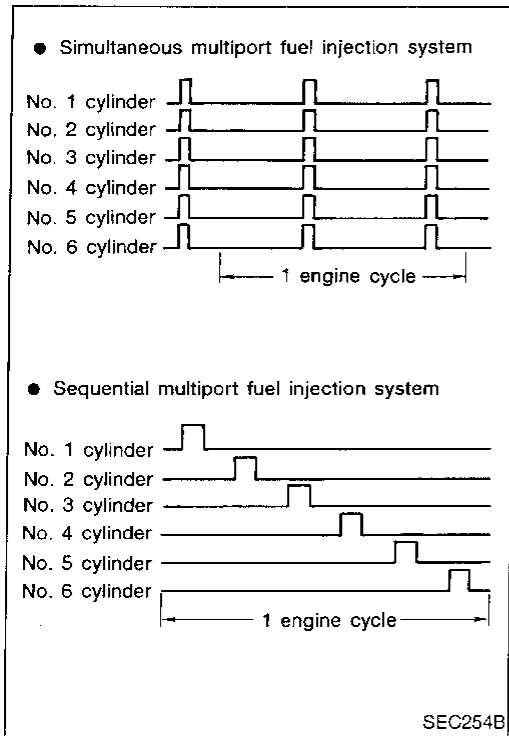 ● Simultaneous multiport fuel injection system
No. 1 cylinder
No. 2 cylinder
No. 3 cylinder
No. 4 cylinder
No. 5 cylinder
No. 6 cylinder
1 engine cycle
● Sequential multiport fuel injection system
No. 1 cylinder
No. 2 cylinder
No. 3 cylinder
No. 4 cylinder
No. 5 cylinder
No. 6 cylinder
1 engine cycle
SEC254B